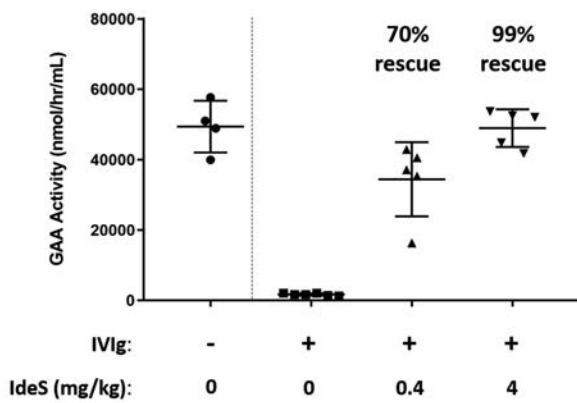 80000
60000
40000
20000
0
GAA Activity (nmol/hr/mL)
70%
rescue
99%
rescue
IVIg: - + + +
IdeS (mg/kg): 0 0 0.4 4